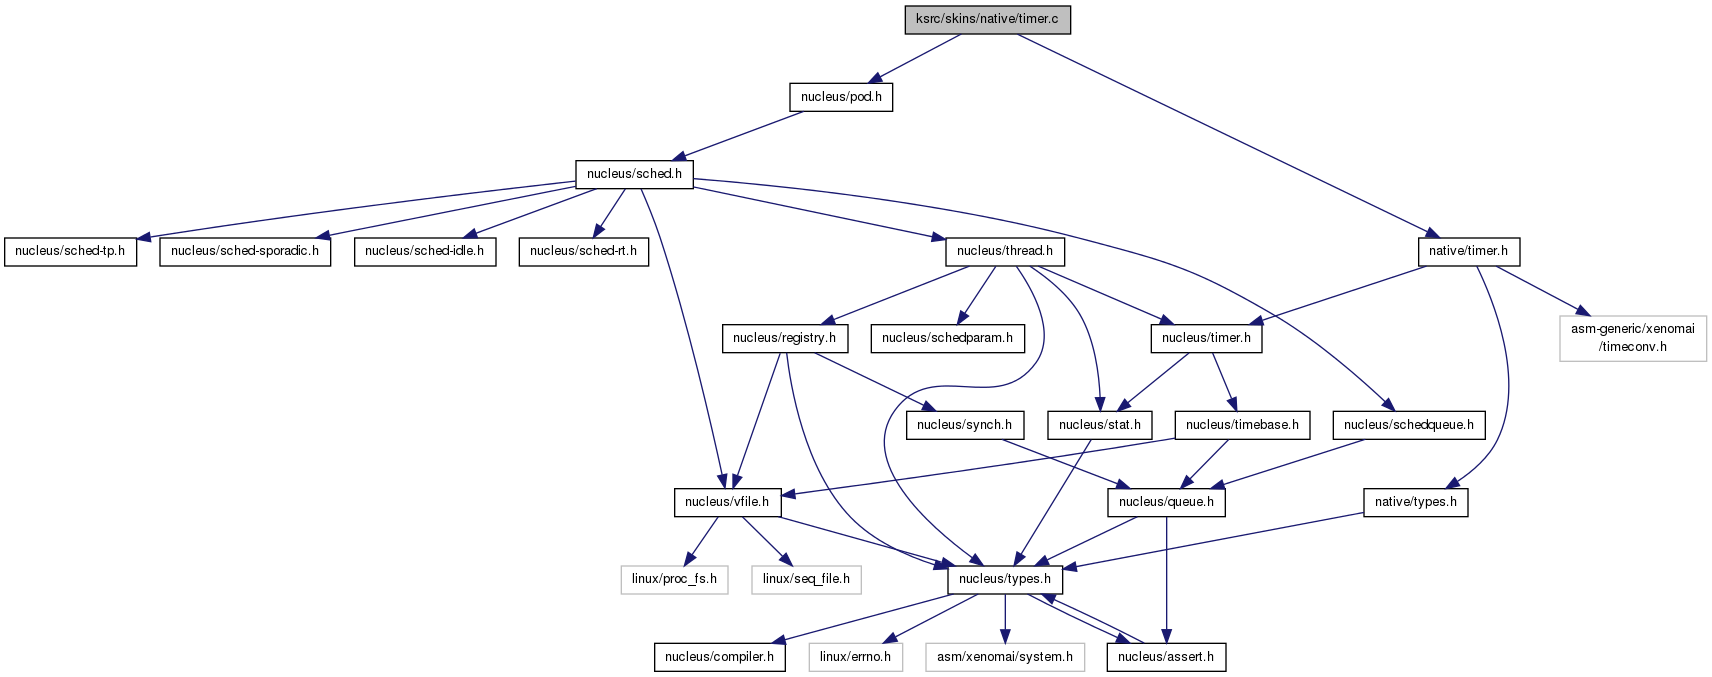 ksrc/skins/native/timer.c
nucleus/pod.h
nucleus/sched.h
nucleus/sched-tp.h
nucleus/sched-sporadic.h
nucleus/sched-idle.h
nucleus/sched-rt.h
nucleus/thread.h
native/timer.h
nucleus/registry.h
nucleus/schedparam.h
nucleus/timer.h
asm-generic/xenomai
/timeconv.h
nucleus/synch.h
nucleus/stat.h
nucleus/timebase.h
nucleus/schedqueue.h
nucleus/vfile.h
nucleus/queue.h
native/types.h
linux/proc_fs.h
linux/seq_file.h
nucleus/types.h
nucleus/compiler.h
linux/errno.h
asm/xenomai/system.h
nucleus/assert.h